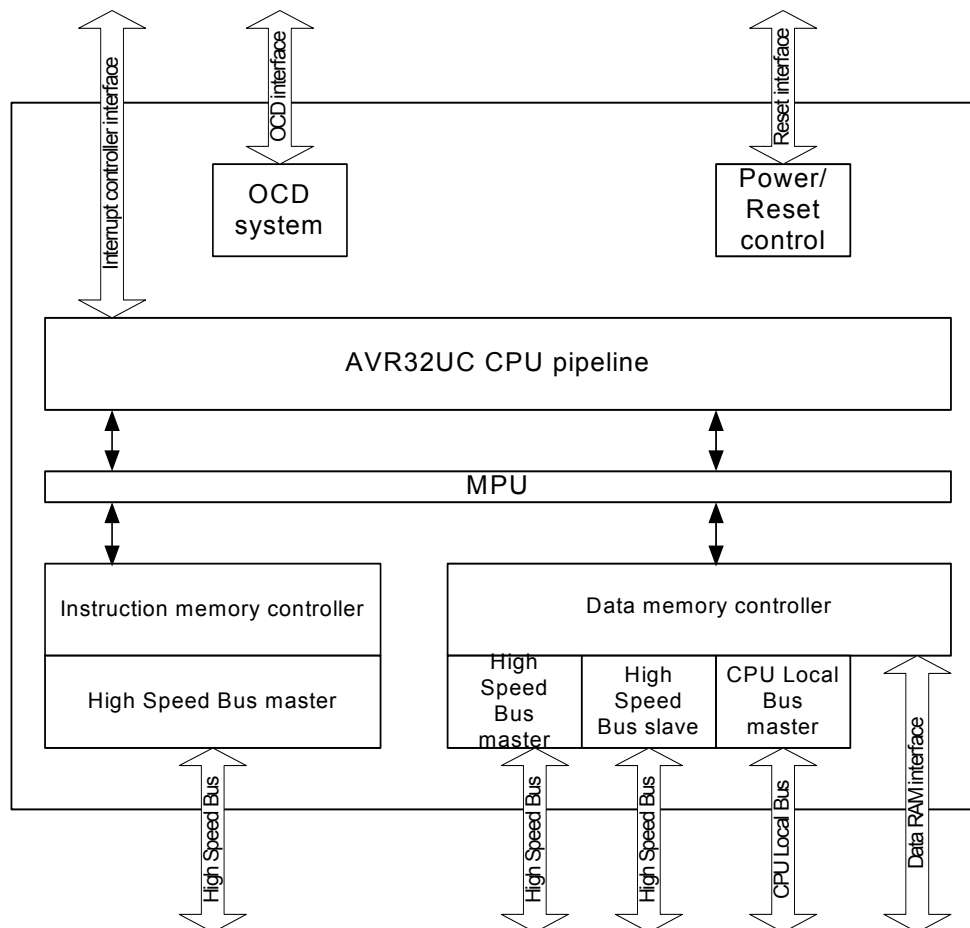 Interrupt controller interface
OCD interface
Reset interface
OCD
system
Power/
Reset
control
AVR32UC CPU pipeline
MPU
Instruction memory controller
Data memory controller
High Speed Bus master
High
Speed
Bus
master
High
Speed
Bus slave
CPU Local
Bus
master
High Speed Bus
High Speed Bus
High Speed Bus
CPU Local Bus
Data RAM interface